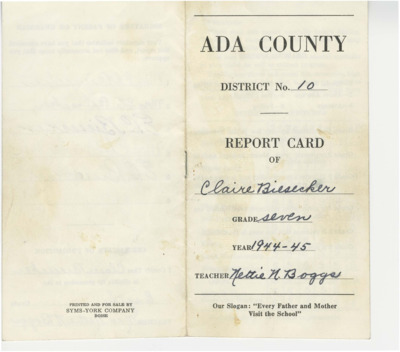 ADA COUNTY
DISTRICT No. 10
REPORT CARD
OF
Claire Biesecker
GRADE seven
YEAR 1944-45
TEACHER Nettie N. Boggs
Our Slogan: "Every Father and Mother
Visit the School"
PRINTED AND FOR SALE BY
SYMS-YORK COMPANY
BOISE